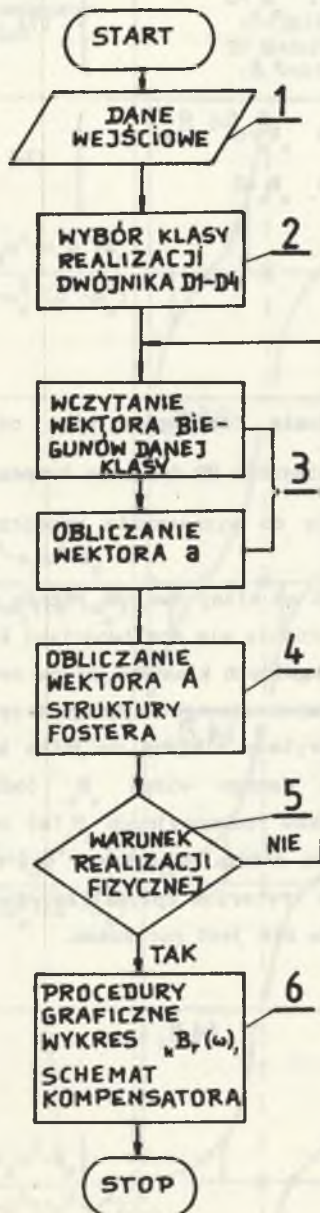 START
1
DANE
WEJŚCIOWE
2
WYBÓR KLASY
REALIZACJI
DWÓJNIKA D1-D4
WCZYTANIE
WEKTORA BIE-
GUNÓW DANEJ
KLASY
3
OBLICZANIE
WEKTORA a
4
OBLICZANIE
WEKTORA A
STRUKTURY
FOSTERA
5
WARUNEK
REALIZACJI
FIZYCZNEJ
NIE
TAK
6
PROCEDURY
GRAFICZNE
WYKRES ₖBᵣ(ω),
SCHEMAT
KOMPENSATORA
STOP